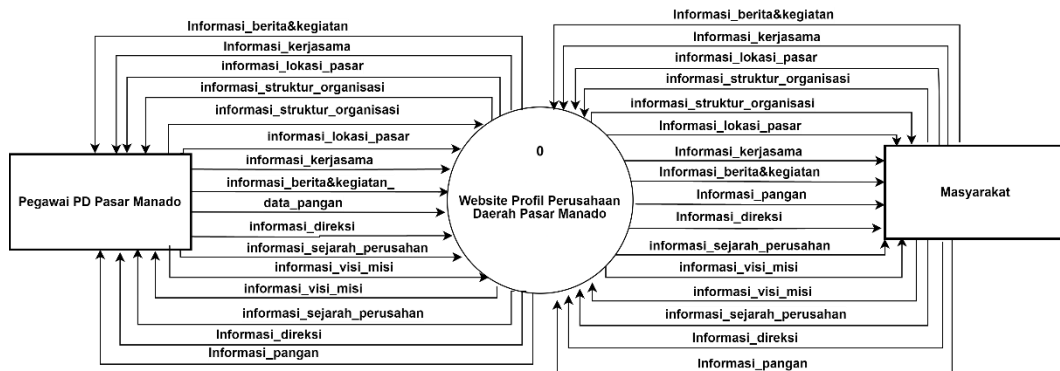 Informasi_berita&kegiatan
Informasi_kerjasama
informasi_lokasi_pasar
informasi_struktur_organisasi
informasi_struktur_organisasi
informasi_lokasi_pasar
informasi_kerjasama
informasi_berita&kegiatan_
data_pangan
informasi_direksi
informasi_sejarah_perusahan
informasi_visi_misi
informasi_visi_misi
informasi_sejarah_perusahan
Informasi_direksi
Informasi_pangan
Pegawai PD Pasar Manado
0
Website Profil Perusahaan
Daerah Pasar Manado
Informasi_berita&kegiatan
Informasi_kerjasama
informasi_lokasi_pasar
informasi_struktur_organisasi
informasi_struktur_organisasi
Informasi_lokasi_pasar
Informasi_kerjasama
Informasi_berita&kegiatan
Informasi_pangan
Informasi_direksi
informasi_sejarah_perusahan
informasi_visi_misi
informasi_visi_misi
informasi_sejarah_perusahan
Informasi_direksi
Informasi_pangan
Masyarakat